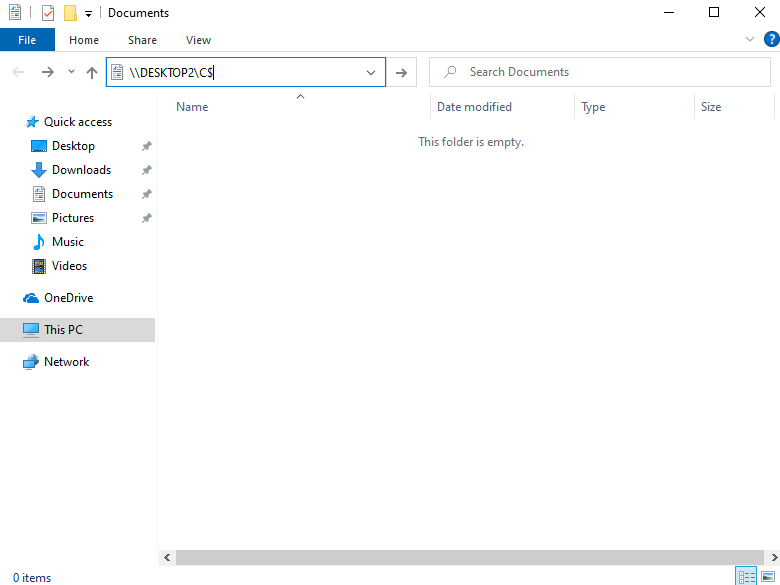 Documents
File Home Share View
\\DESKTOP2\C$ Search Documents
Name Date modified Type Size
This folder is empty.
Quick access
Desktop
Downloads
Documents
Pictures
Music
Videos
OneDrive
This PC
Network
0 items